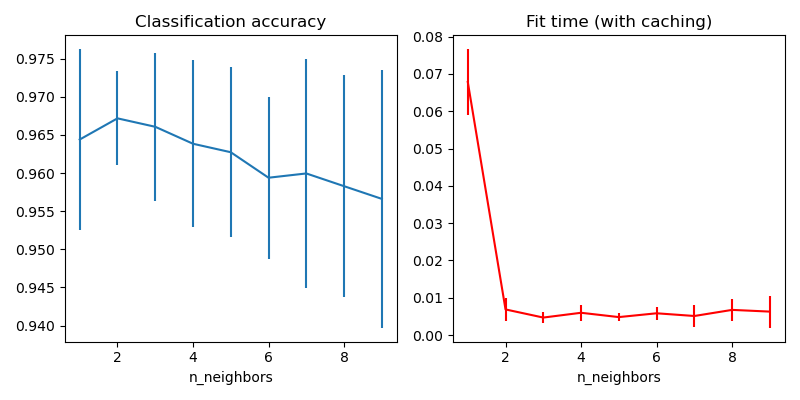 Classification accuracy
0.975
0.970
0.965
0.960
0.955
0.950
0.945
0.940
2 4 6 8
n_neighbors
Fit time (with caching)
0.08
0.07
0.06
0.05
0.04
0.03
0.02
0.01
0.00
2 4 6 8
n_neighbors